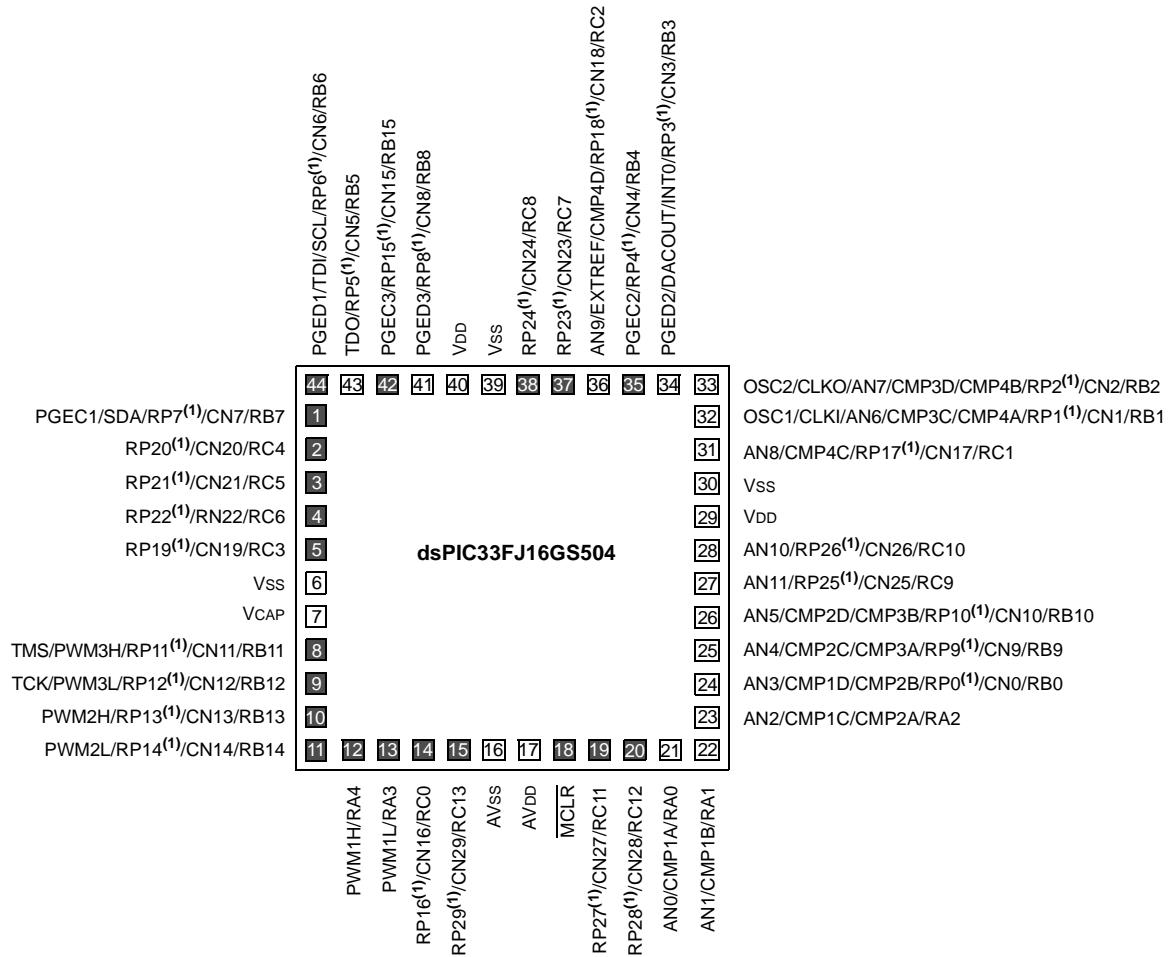 PGED1/TDI/SCL/RP6(1)/CN6/RB6
TDO/RP5(1)/CN5/RB5
PGEC3/RP15(1)/CN15/RB15
PGED3/RP8(1)/CN8/RB8
VDD
VSS
RP24(1)/CN24/RC8
RP23(1)/CN23/RC7
AN9/EXTREF/CMP4D/RP18(1)/CN18/RC2
PGEC2/RP4(1)/CN4/RB4
PGED2/DACOUT/INT0/RP3(1)/CN3/RB3
44 43 42 41 40 39 38 37 36 35 34 33 OSC2/CLKO/AN7/CMP3D/CMP4B/RP2(1)/CN2/RB2
PGEC1/SDA/RP7(1)/CN7/RB7 1 32 OSC1/CLKI/AN6/CMP3C/CMP4A/RP1(1)/CN1/RB1
RP20(1)/CN20/RC4 2 31 AN8/CMP4C/RP17(1)/CN17/RC1
RP21(1)/CN21/RC5 3 30 VSS
RP22(1)/RN22/RC6 4 29 VDD
RP19(1)/CN19/RC3 5 dsPIC33FJ16GS504 28 AN10/RP26(1)/CN26/RC10
VSS 6 27 AN11/RP25(1)/CN25/RC9
VCAP 7 26 AN5/CMP2D/CMP3B/RP10(1)/CN10/RB10
TMS/PWM3H/RP11(1)/CN11/RB11 8 25 AN4/CMP2C/CMP3A/RP9(1)/CN9/RB9
TCK/PWM3L/RP12(1)/CN12/RB12 9 24 AN3/CMP1D/CMP2B/RP0(1)/CN0/RB0
PWM2H/RP13(1)/CN13/RB13 10 23 AN2/CMP1C/CMP2A/RA2
PWM2L/RP14(1)/CN14/RB14 11 12 13 14 15 16 17 18 19 20 21 22
PWM1H/RA4
PWM1L/RA3
RP16(1)/CN16/RC0
RP29(1)/CN29/RC13
AVSS
AVDD
MCLR
RP27(1)/CN27/RC11
RP28(1)/CN28/RC12
AN0/CMP1A/RA0
AN1/CMP1B/RA1